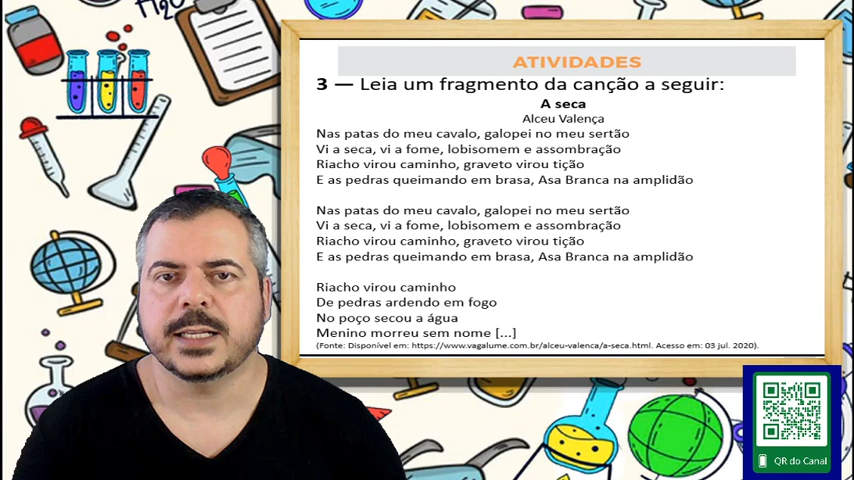 H20
ATIVIDADES
3 — Leia um fragmento da canção a seguir:
A seca
Alceu Valença
Nas patas do meu cavalo, galopei no meu sertão
Vi a seca, vi a fome, lobisomem e assombração
Riacho virou caminho, graveto virou tição
E as pedras queimando em brasa, Asa Branca na amplidão
Nas patas do meu cavalo, galopei no meu sertão
Vi a seca, vi a fome, lobisomem e assombração
Riacho virou caminho, graveto virou tição
E as pedras queimando em brasa, Asa Branca na amplidão
Riacho virou caminho
De pedras ardendo em fogo
No poço secou a água
Menino morreu sem nome [...]
(Fonte: Disponível em: https://www.vagalume.com.br/alceu-valenca/a-seca.html. Acesso em: 03 jul. 2020).
QR do Canal